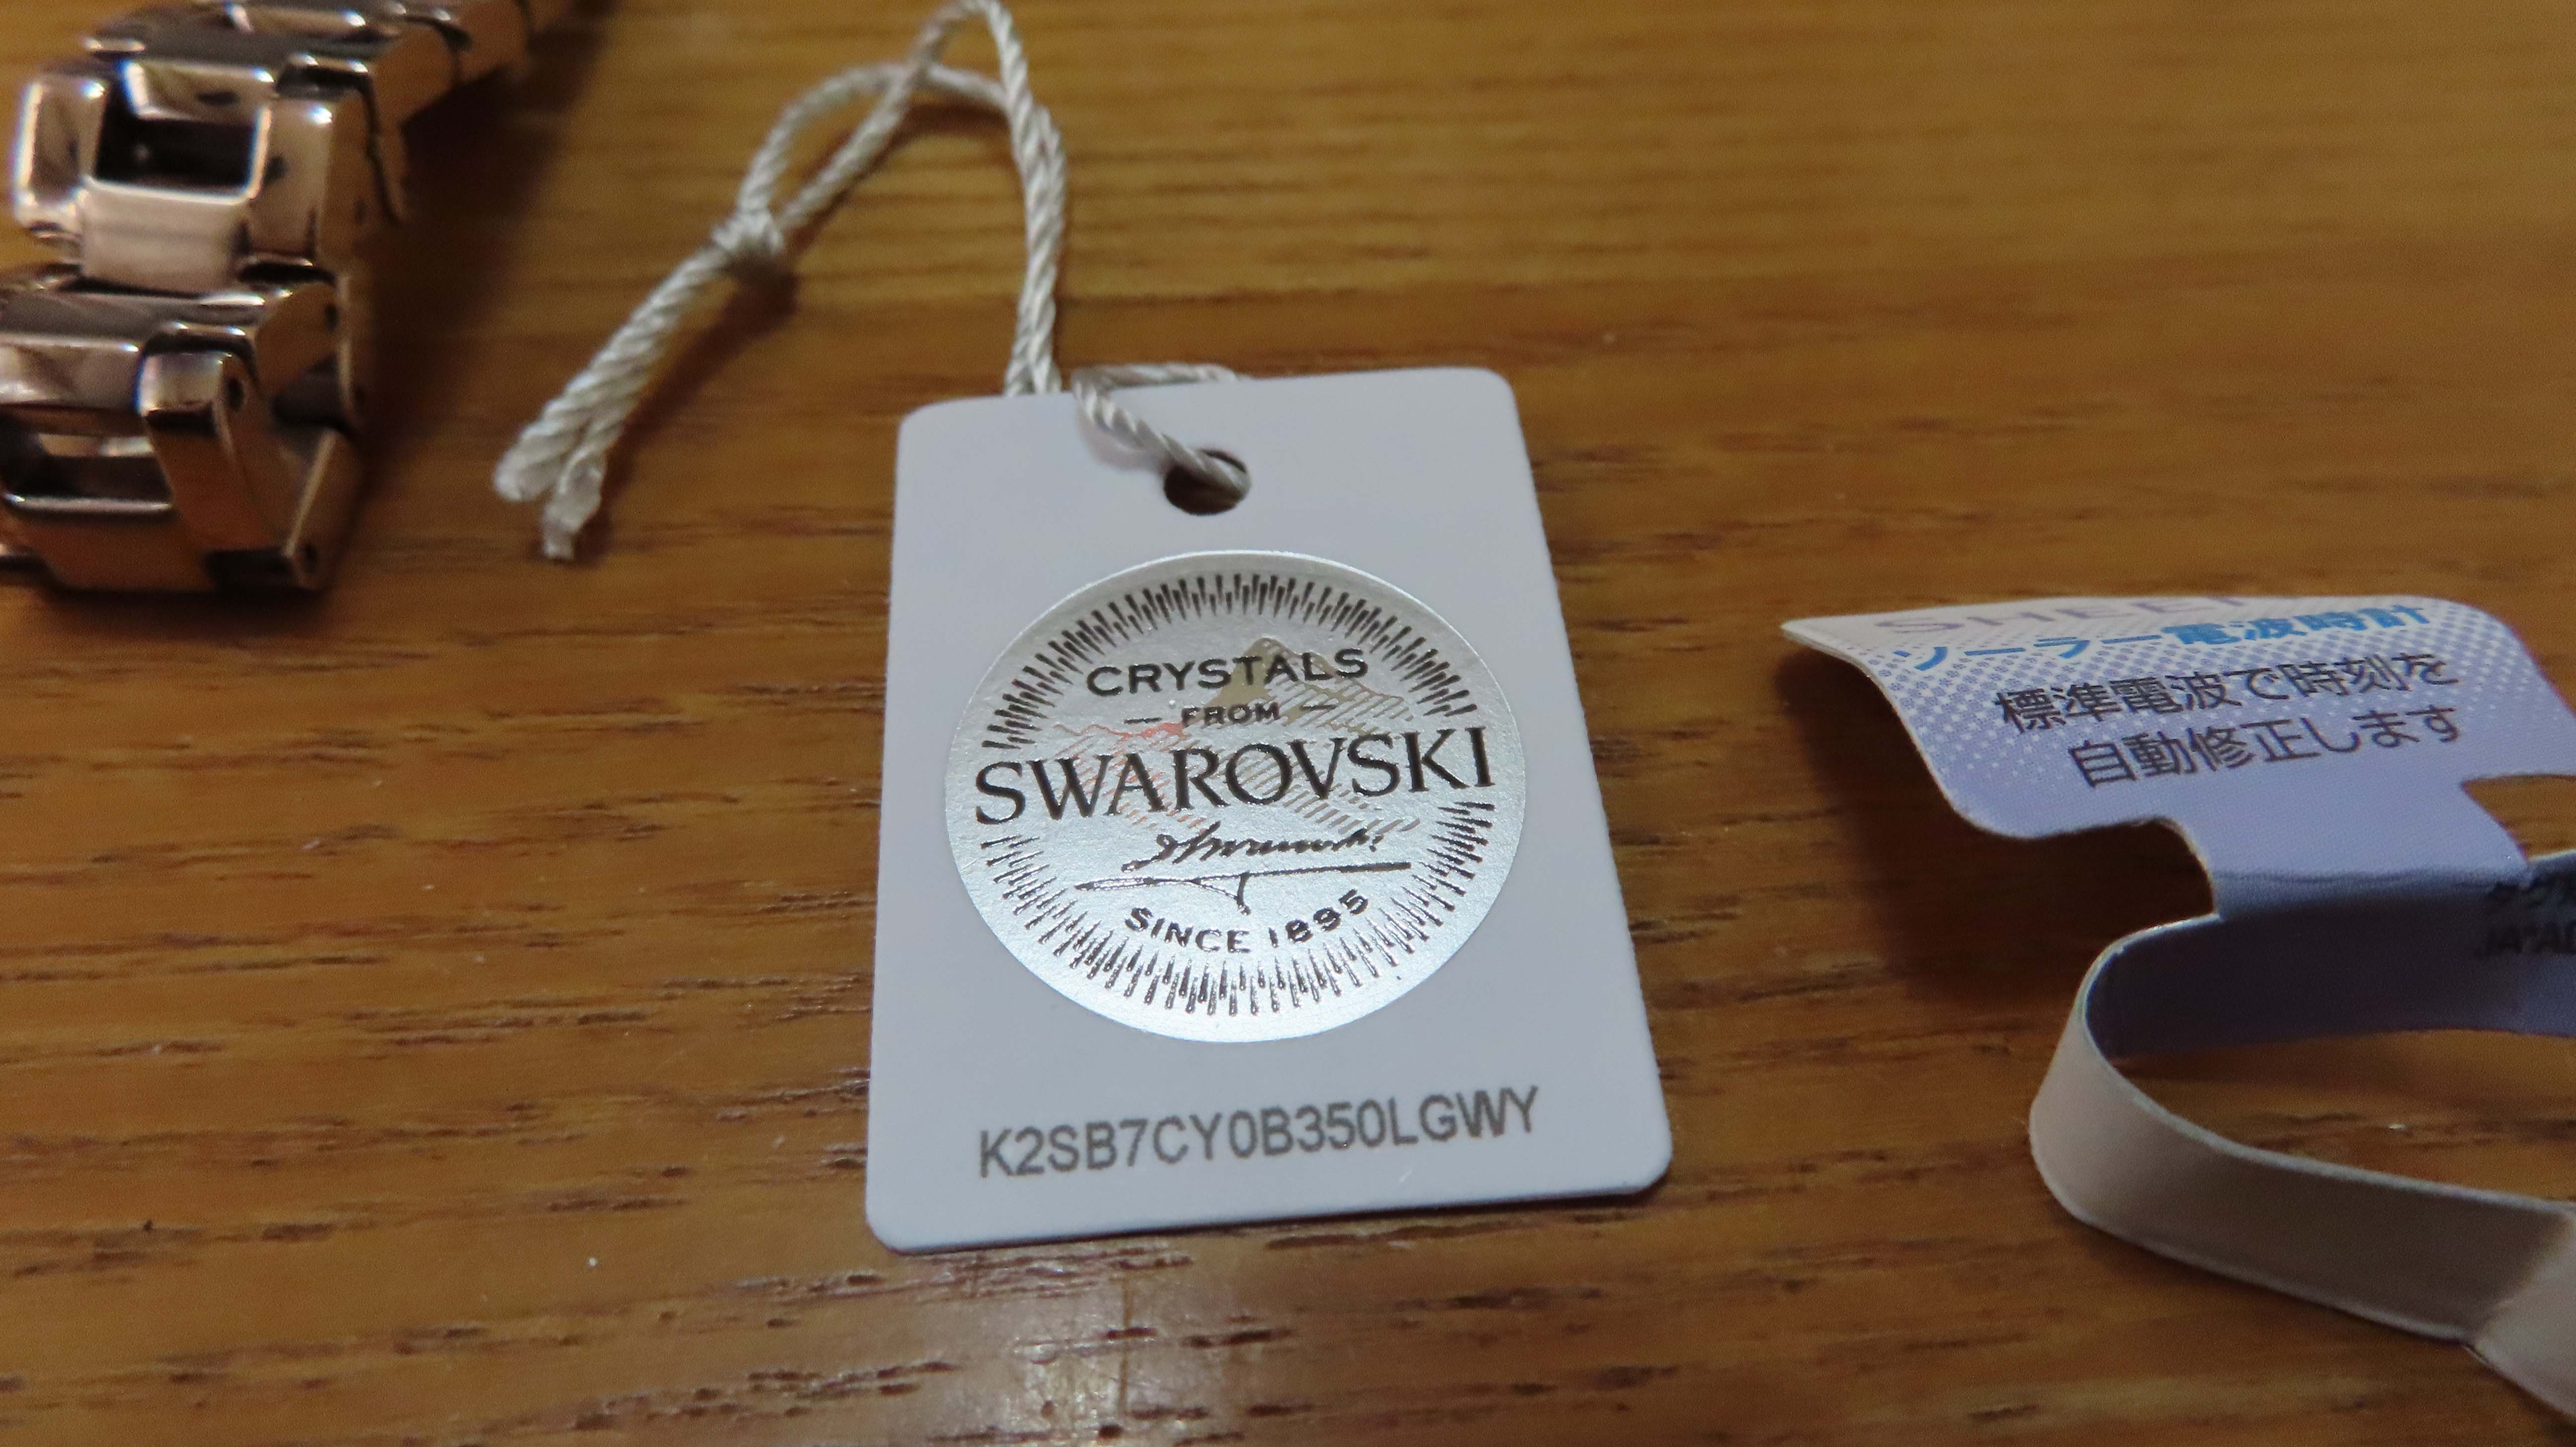 CRYSTALS
— FROM —
SWAROVSKI
SINCE 1895
K2SB7CY0B350LGWY
ソーラー電波時計
標準電波で時刻を
自動修正します